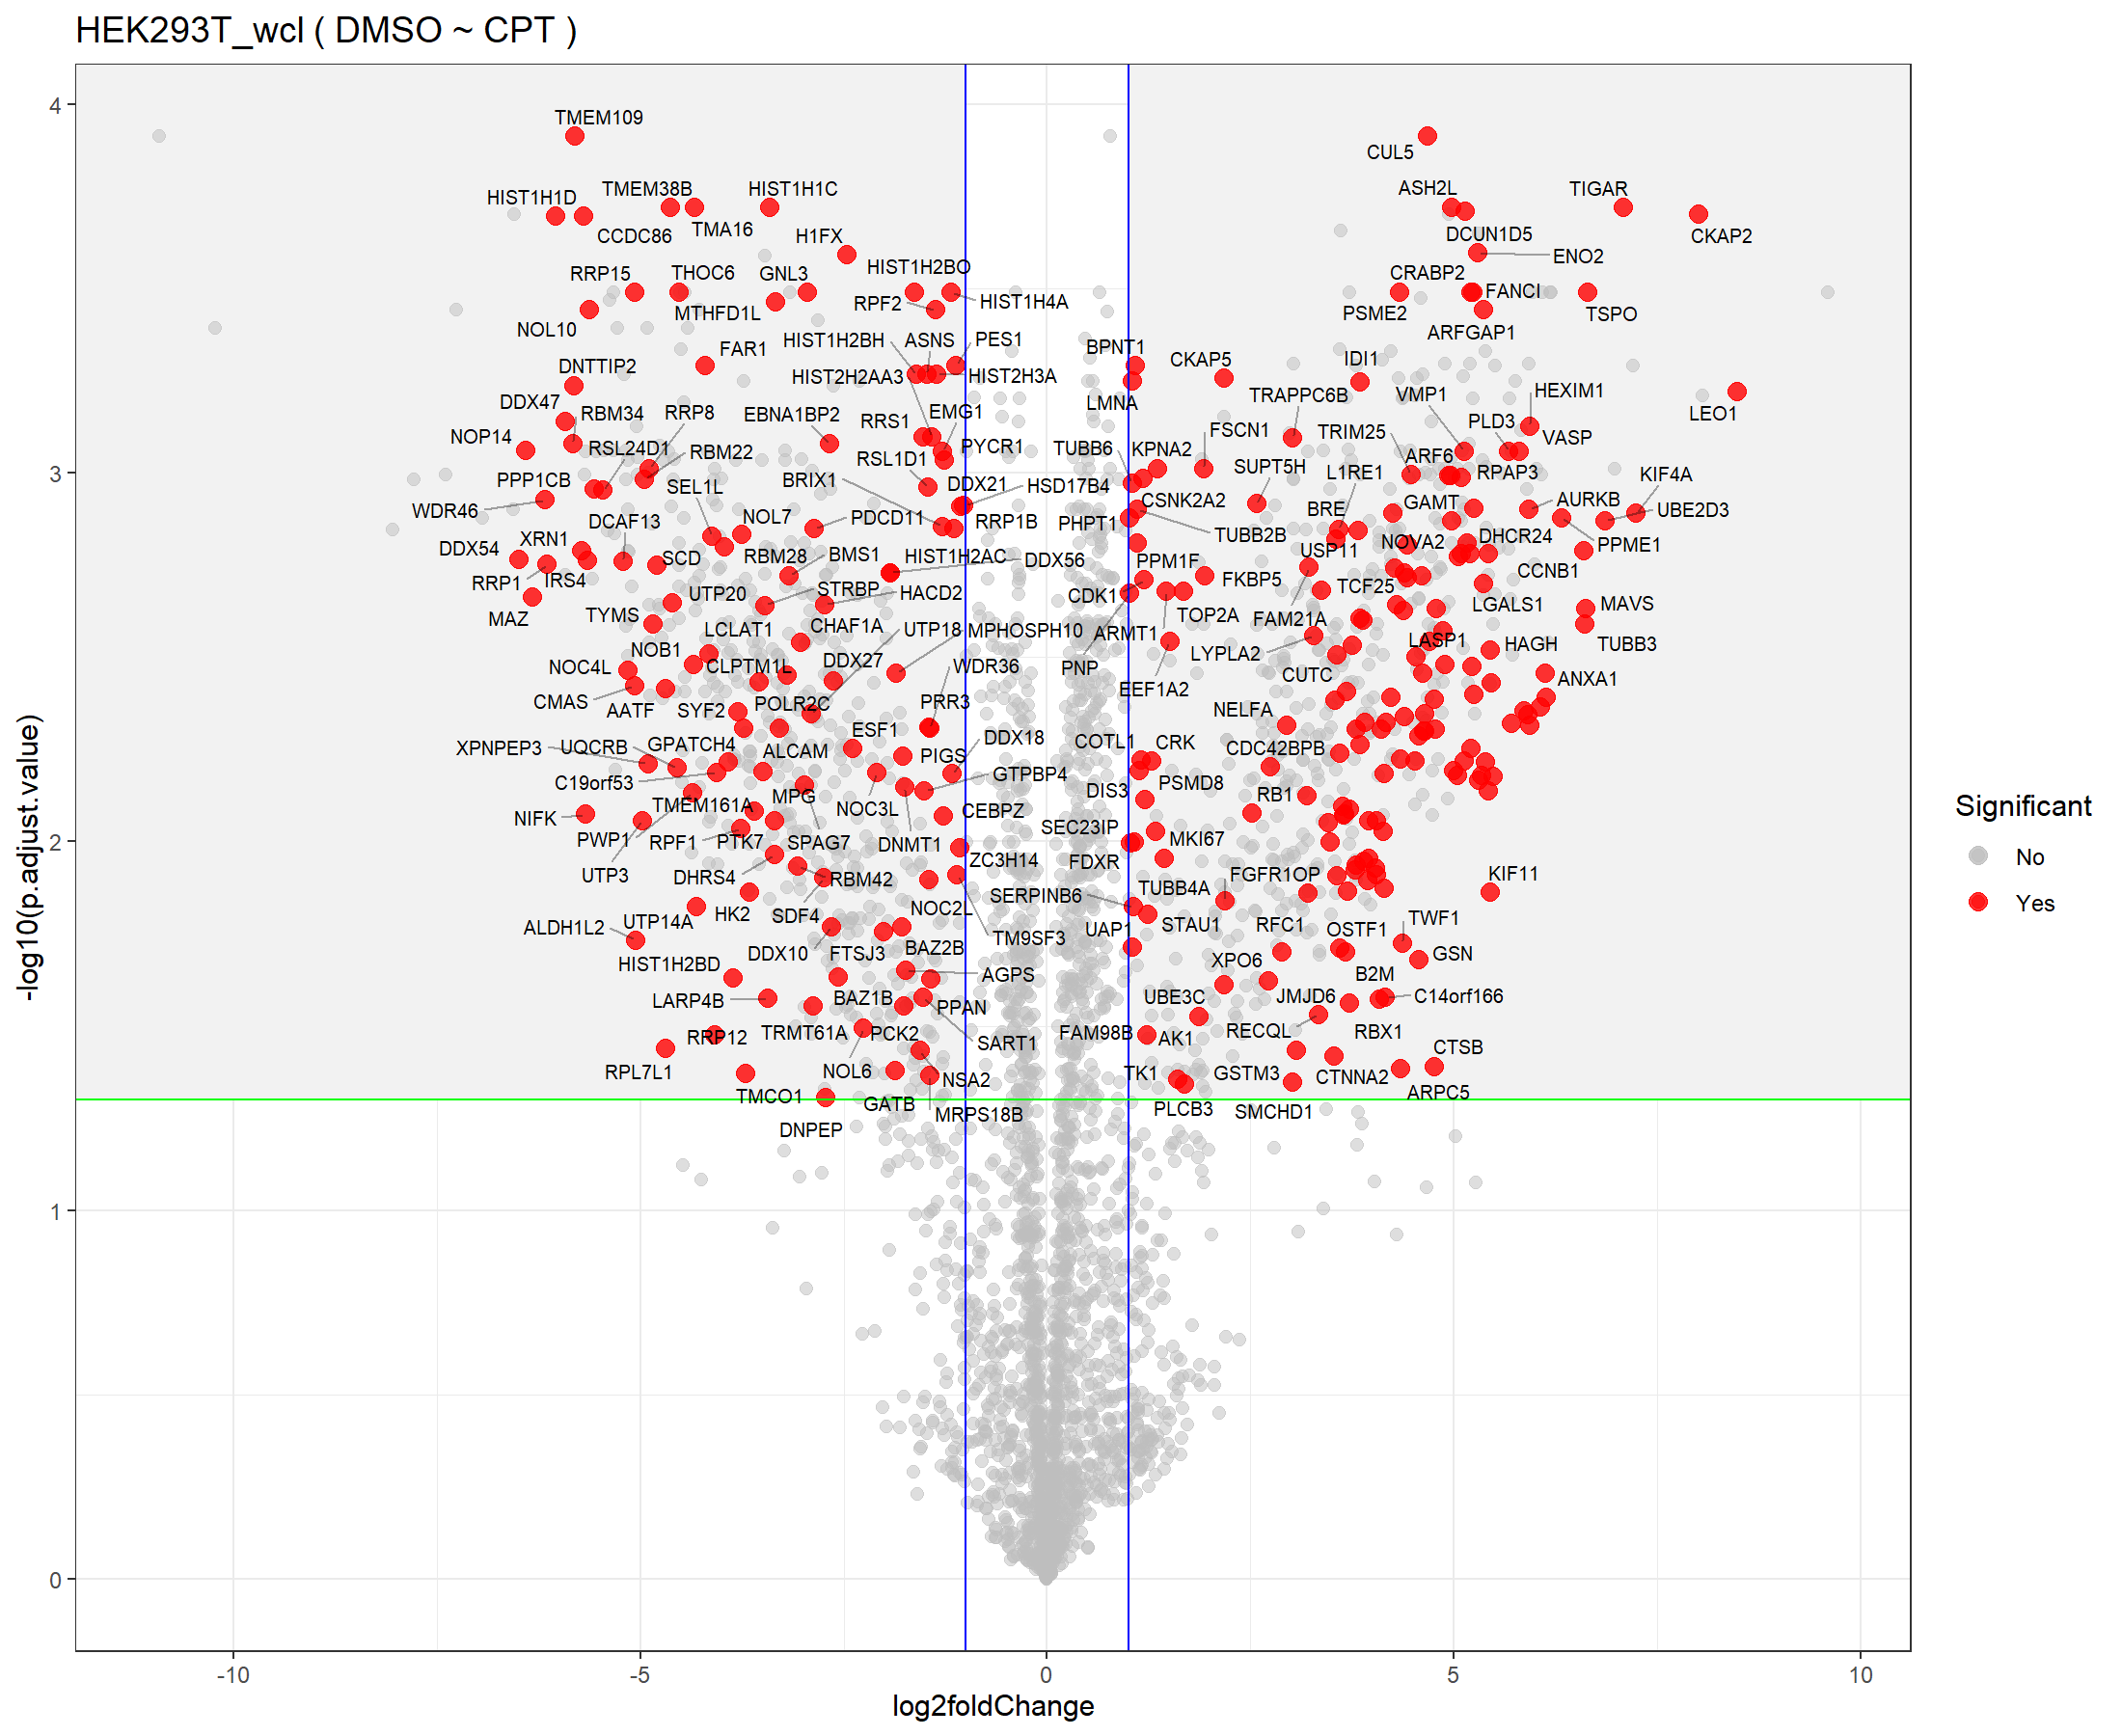 HEK293T_wcl ( DMSO ~ CPT )
TMEM109
CUL5
HIST1H1D
TMEM38B
HIST1H1C
ASH2L
TIGAR
CCDC86
TMA16
H1FX
DCUN1D5
CKAP2
ENO2
RRP15
THOC6
GNL3
HIST1H2BO
CRABP2
FANCI
MTHFD1L
RPF2
HIST1H4A
PSME2
TSPO
NOL10
ARFGAP1
FAR1
HIST1H2BH
ASNS
PES1
BPNT1
CKAP5
IDI1
DNTTIP2
HIST2H2AA3
HIST2H3A
TRAPPC6B
VMP1
HEXIM1
DDX47
RBM34
RRP8
EBNA1BP2
RRS1
EMG1
LMNA
LEO1
NOP14
RSL24D1
RBM22
RSL1D1
PYCR1
TUBB6
KPNA2
FSCN1
TRIM25
PLD3
VASP
PPP1CB
SEL1L
BRIX1
DDX21
HSD17B4
SUPT5H
L1RE1
ARF6
RPAP3
KIF4A
WDR46
DCAF13
NOL7
PDCD11
RRP1B
CSNK2A2
BRE
GAMT
AURKB
UBE2D3
DDX54
XRN1
SCD
RBM28
BMS1
HIST1H2AC
DDX56
PHPT1
TUBB2B
USP11
NOVA2
DHCR24
PPME1
RRP1
IRS4
UTP20
STRBP
HACD2
PPM1F
FKBP5
TCF25
CCNB1
MAZ
TYMS
LCLAT1
CHAF1A
UTP18
MPHOSPH10
CDK1
ARMT1
TOP2A
FAM21A
LASP1
LGALS1
MAVS
NOC4L
NOB1
CLPTM1L
DDX27
WDR36
PNP
LYPLA2
HAGH
TUBB3
CMAS
AATF
SYF2
POLR2C
PRR3
EEF1A2
CUTC
ANXA1
XPNPEP3
UQCRB
GPATCH4
ALCAM
ESF1
PIGS
DDX18
NELFA
COTL1
CRK
CDC42BPB
C19orf53
GTPBP4
PSMD8
NIFK
TMEM161A
MPG
NOC3L
CEBPZ
DIS3
RB1
PWP1
RPF1
PTK7
SPAG7
DNMT1
SEC23IP
MKI67
UTP3
DHRS4
RBM42
ZC3H14
FDXR
FGFR1OP
KIF11
ALDH1L2
UTP14A
HK2
SDF4
NOC2L
SERPINB6
TUBB4A
HIST1H2BD
DDX10
FTSJ3
BAZ2B
TM9SF3
UAP1
STAU1
RFC1
OSTF1
TWF1
LARP4B
BAZ1B
AGPS
XPO6
B2M
GSN
RRP12
TRMT61A
PCK2
PPAN
SART1
UBE3C
JMJD6
C14orf166
RPL7L1
NOL6
NSA2
FAM98B
AK1
RECQL
RBX1
CTSB
TMCO1
GATB
MRPS18B
TK1
GSTM3
CTNNA2
DNPEP
PLCB3
SMCHD1
ARPC5
4
3
2
1
0
-10
-5
0
5
10
log2foldChange
-log10(p.adjust.value)
Significant
No
Yes